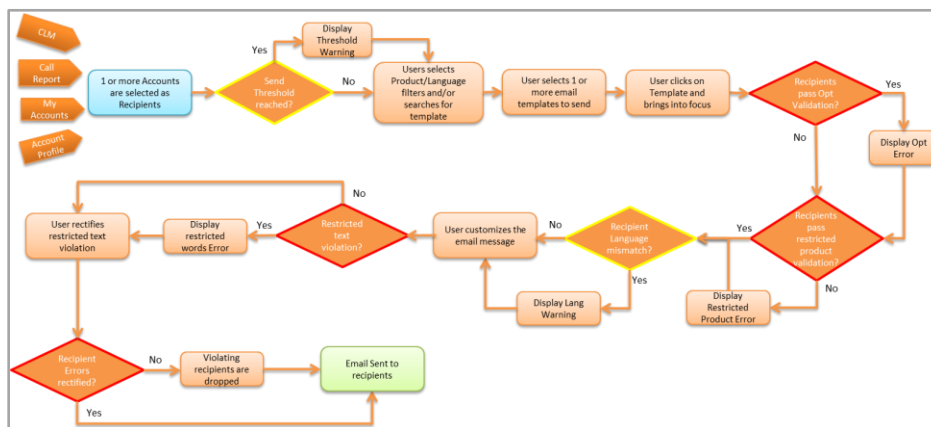 CLM
Call
Report
My
Accounts
Account
Profile
1 or more Accounts
are selected as
Recipients
Yes
Send
Threshold
reached?
No
Display
Threshold
Warning
Users selects
Product/Language
filters and/or
searches for
template
User selects 1 or
more email
templates to send
User clicks on
Template and
brings into focus
Recipients
pass Opt
Validation?
Yes
No
Display Opt
Error
Recipients
pass
restricted
product
validation?
Yes
No
Display
Restricted
Product Error
Recipient
Language
mismatch?
No
Yes
Display Lang
Warning
User customizes the
email message
Restricted
text
violation?
No
Yes
Display
restricted
words Error
User rectifies
restricted text
violation
Recipient
Errors
rectified?
No
Yes
Violating
recipients are
dropped
Email Sent to
recipients